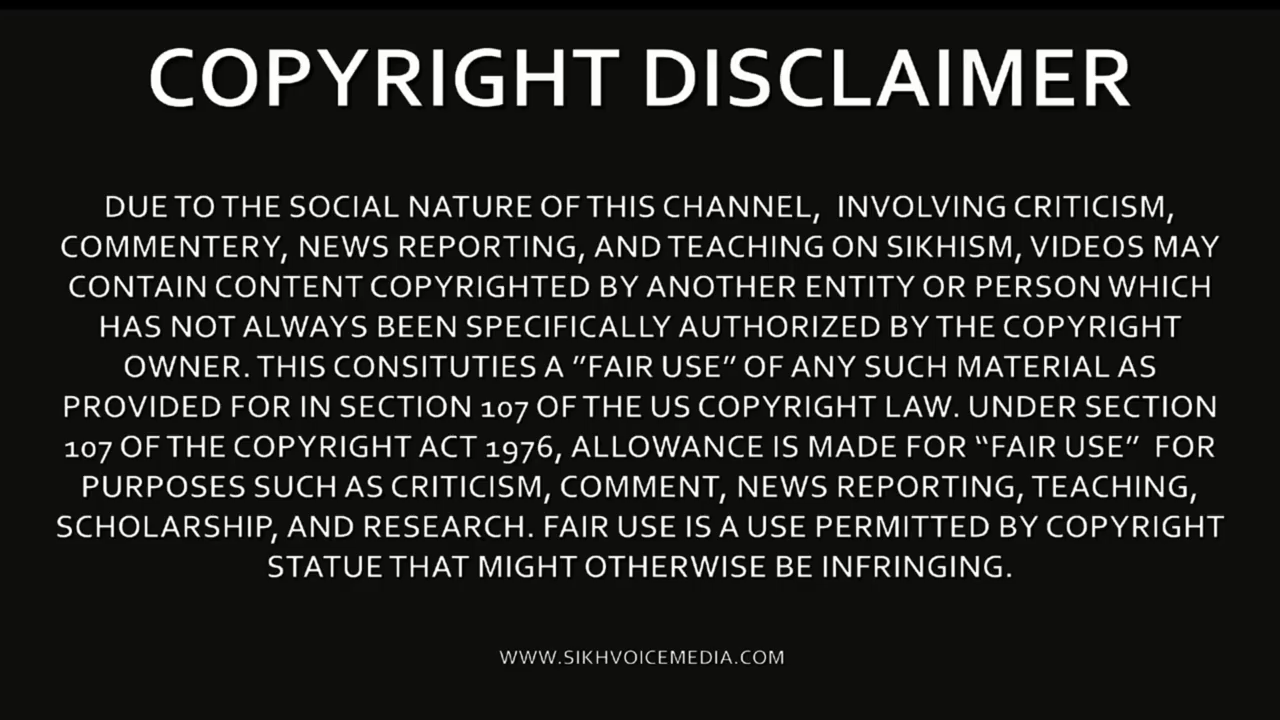 COPYRIGHT DISCLAIMER
DUE TO THE SOCIAL NATURE OF THIS CHANNEL, INVOLVING CRITICISM,
COMMENTERY, NEWS REPORTING, AND TEACHING ON SIKHISM, VIDEOS MAY
CONTAIN CONTENT COPYRIGHTED BY ANOTHER ENTITY OR PERSON WHICH
HAS NOT ALWAYS BEEN SPECIFICALLY AUTHORIZED BY THE COPYRIGHT
OWNER. THIS CONSITUTIES A "FAIR USE" OF ANY SUCH MATERIAL AS
PROVIDED FOR IN SECTION 107 OF THE US COPYRIGHT LAW. UNDER SECTION
107 OF THE COPYRIGHT ACT 1976, ALLOWANCE IS MADE FOR “FAIR USE” FOR
PURPOSES SUCH AS CRITICISM, COMMENT, NEWS REPORTING, TEACHING,
SCHOLARSHIP, AND RESEARCH. FAIR USE IS A USE PERMITTED BY COPYRIGHT
STATUE THAT MIGHT OTHERWISE BE INFRINGING.
WWW.SIKHVOICEMEDIA.COM